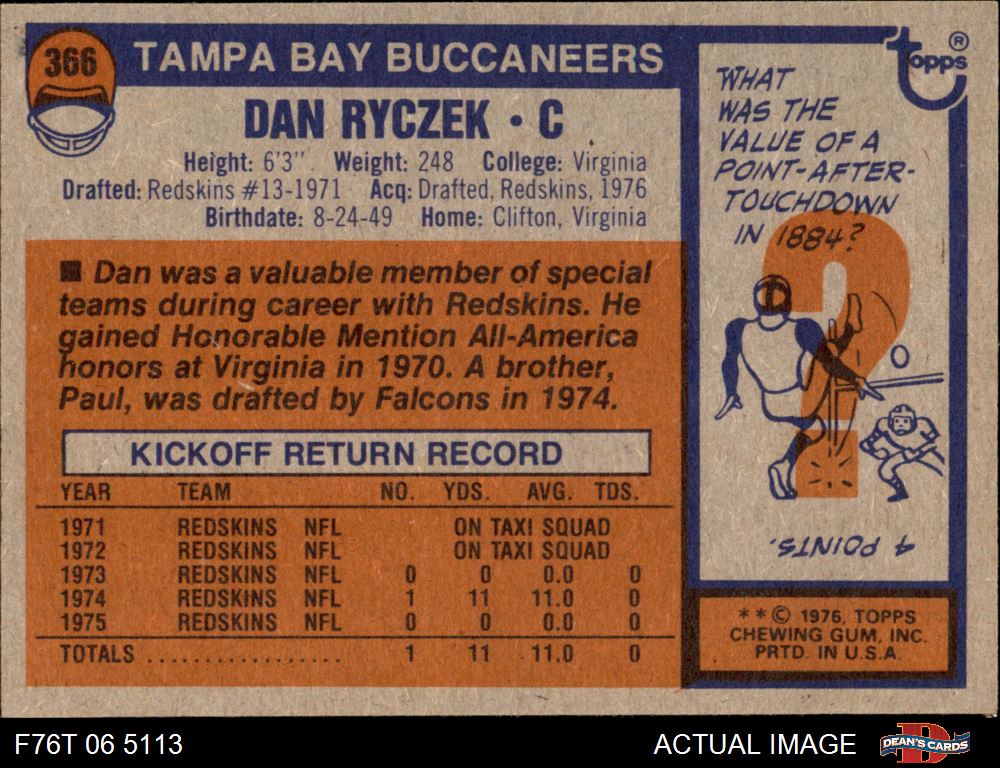 366
TAMPA BAY BUCCANEERS
DAN RYCZEK • C
Height: 6'3" Weight: 248 College: Virginia
Drafted: Redskins #13-1971 Acq: Drafted, Redskins, 1976
Birthdate: 8-24-49 Home: Clifton, Virginia
■ Dan was a valuable member of special
teams during career with Redskins. He
gained Honorable Mention All-America
honors at Virginia in 1970. A brother,
Paul, was drafted by Falcons in 1974.
KICKOFF RETURN RECORD
YEAR TEAM NO. YDS. AVG. TDS.
1971 REDSKINS NFL ON TAXI SQUAD
1972 REDSKINS NFL ON TAXI SQUAD
1973 REDSKINS NFL 0 0 0.0 0
1974 REDSKINS NFL 1 11 11.0 0
1975 REDSKINS NFL 0 0 0.0 0
TOTALS .................. 1 11 11.0 0
topps ®
WHAT
WAS THE
VALUE OF A
POINT-AFTER-
TOUCHDOWN
IN 1884?
4 POINTS.
**© 1976, TOPPS
CHEWING GUM, INC.
PRTD. IN U.S.A.
F76T 06 5113
ACTUAL IMAGE
D
DEAN'S CARDS